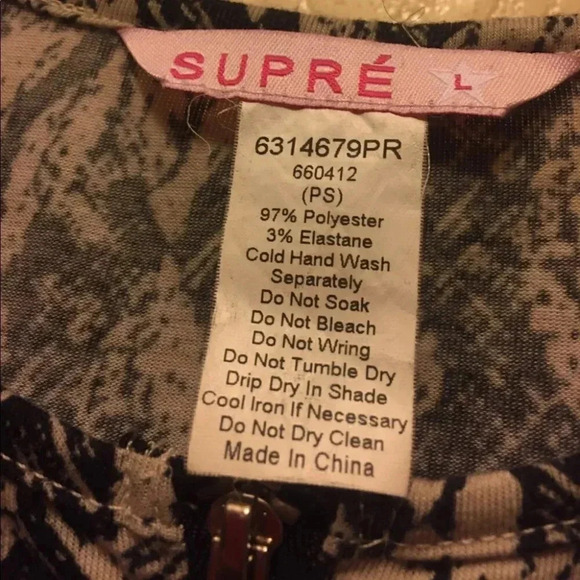 SUPRÉ L
6314679PR
660412
(PS)
97% Polyester
3% Elastane
Cold Hand Wash
Separately
Do Not Soak
Do Not Bleach
Do Not Wring
Do Not Tumble Dry
Drip Dry In Shade
Cool Iron If Necessary
Do Not Dry Clean
Made In China